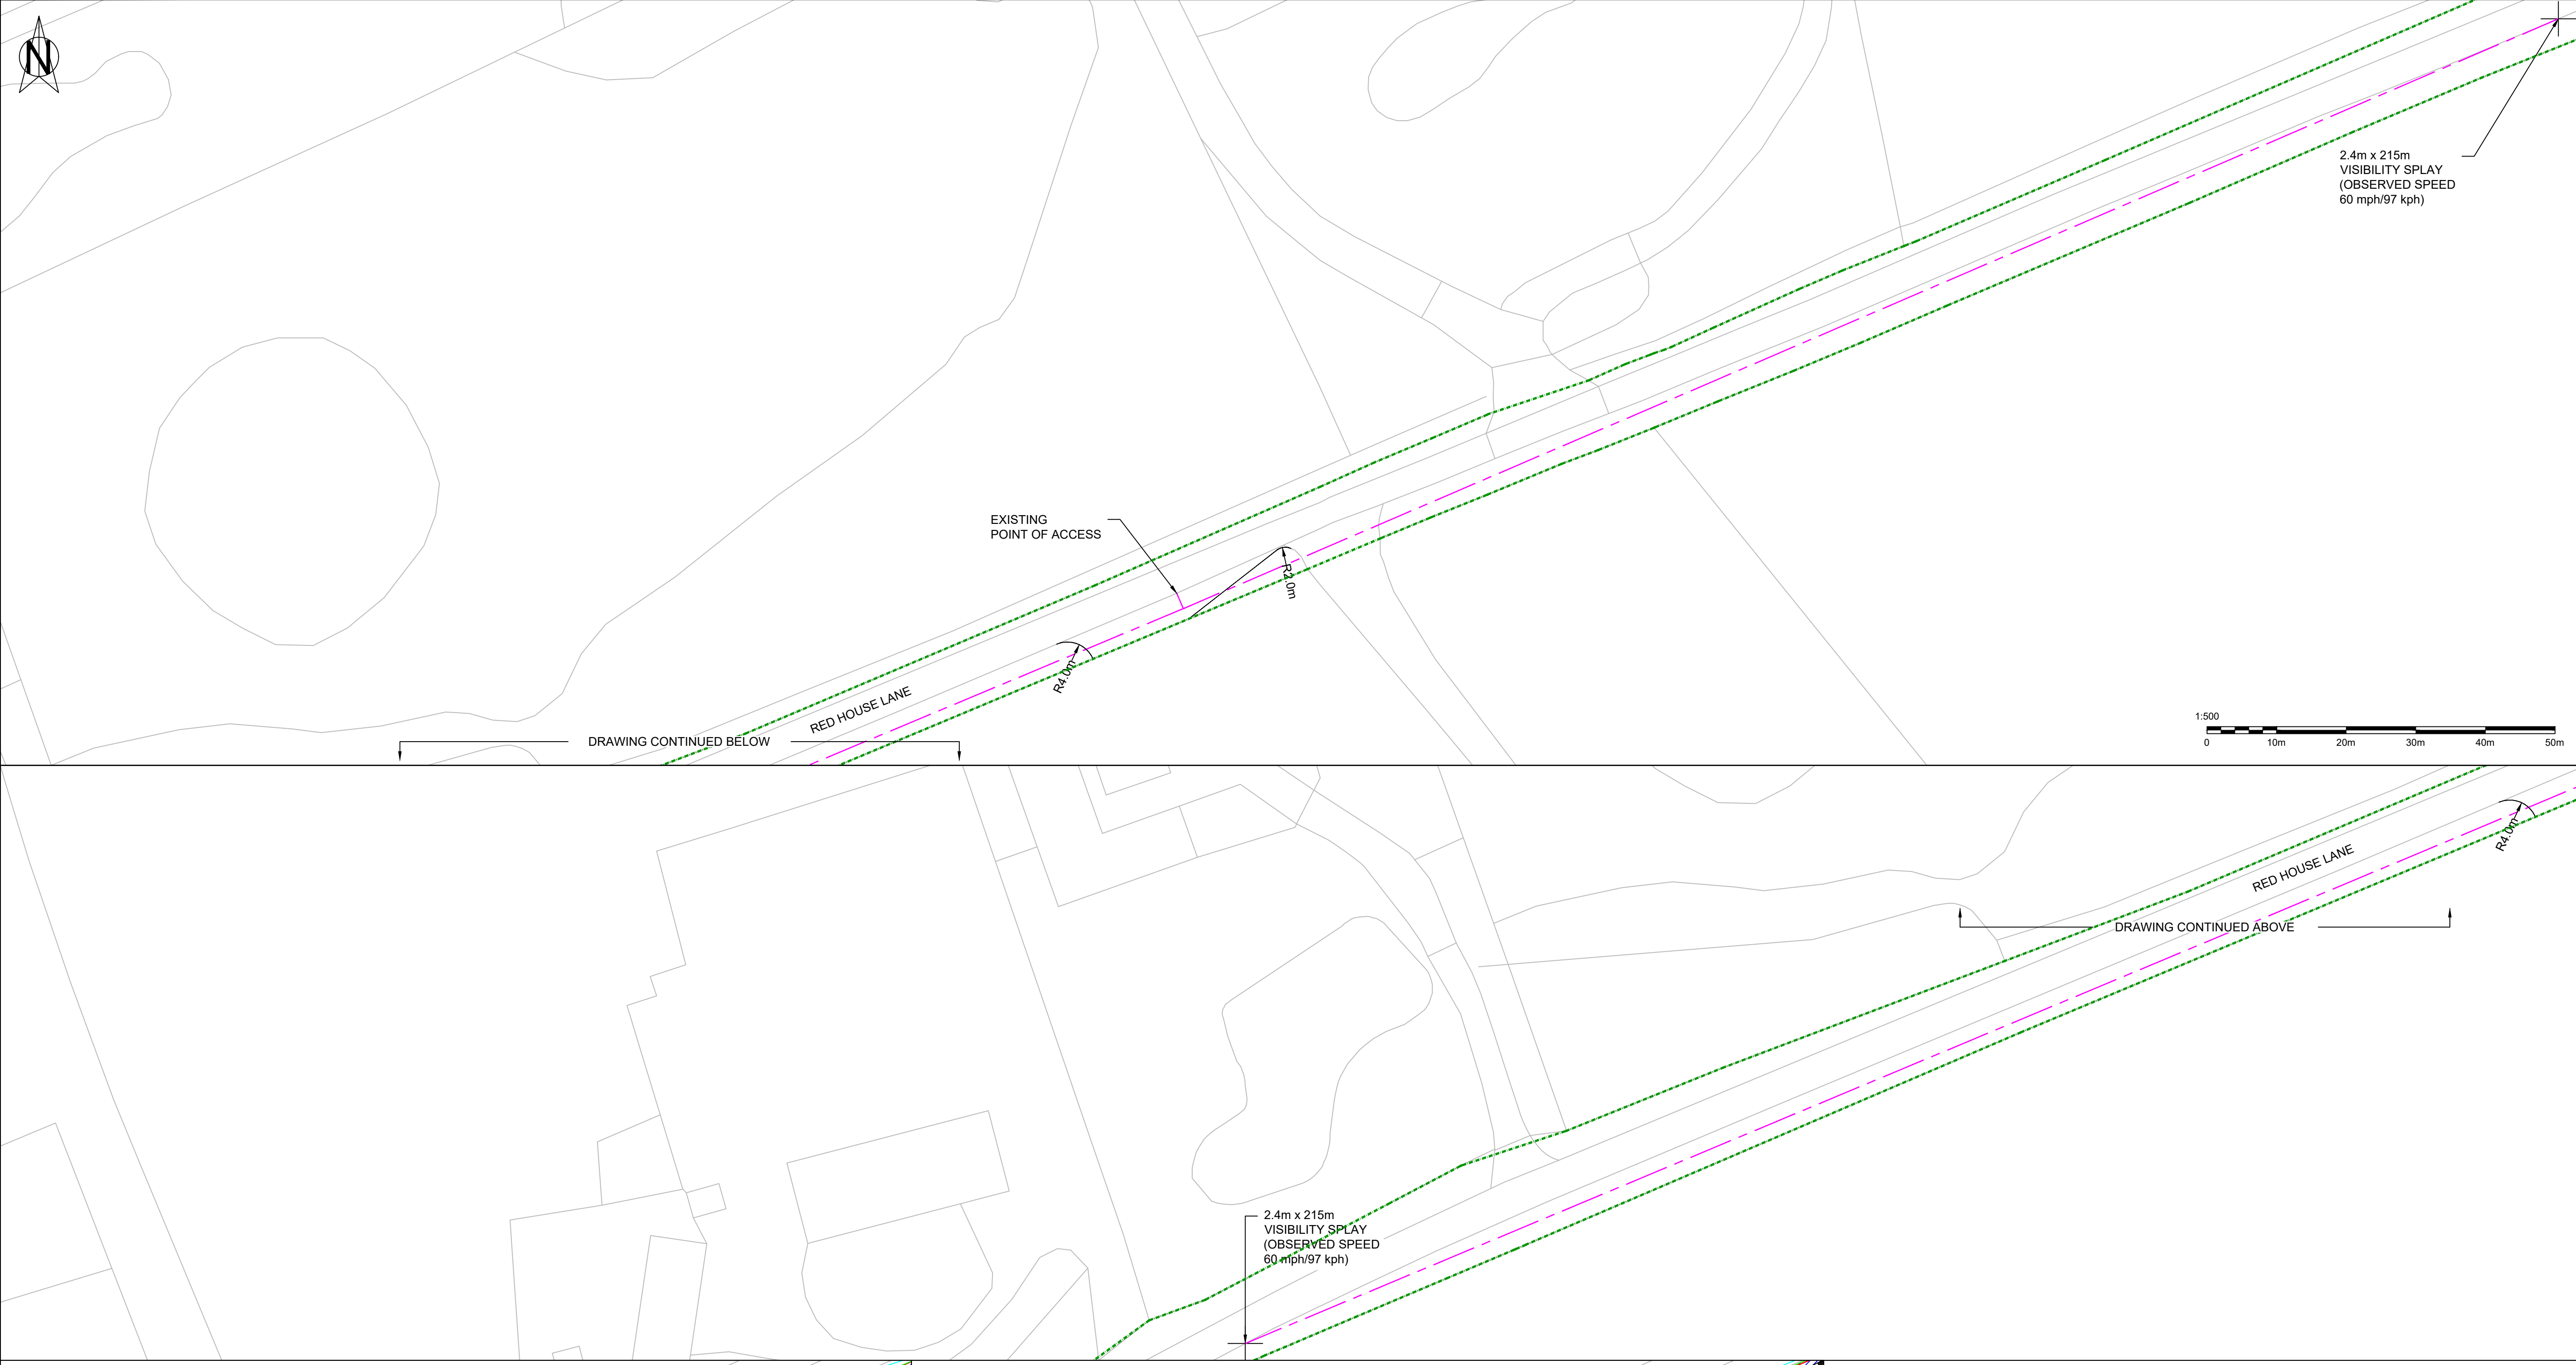 N
2.4m x 215m
VISIBILITY SPLAY
(OBSERVED SPEED
60 mph/97 kph)
EXISTING
POINT OF ACCESS
R2.0m
R4.0m
RED HOUSE LANE
DRAWING CONTINUED BELOW
1:500
0 10m 20m 30m 40m 50m
R4.0m
RED HOUSE LANE
DRAWING CONTINUED ABOVE
2.4m x 215m
VISIBILITY SPLAY
(OBSERVED SPEED
60 mph/97 kph)